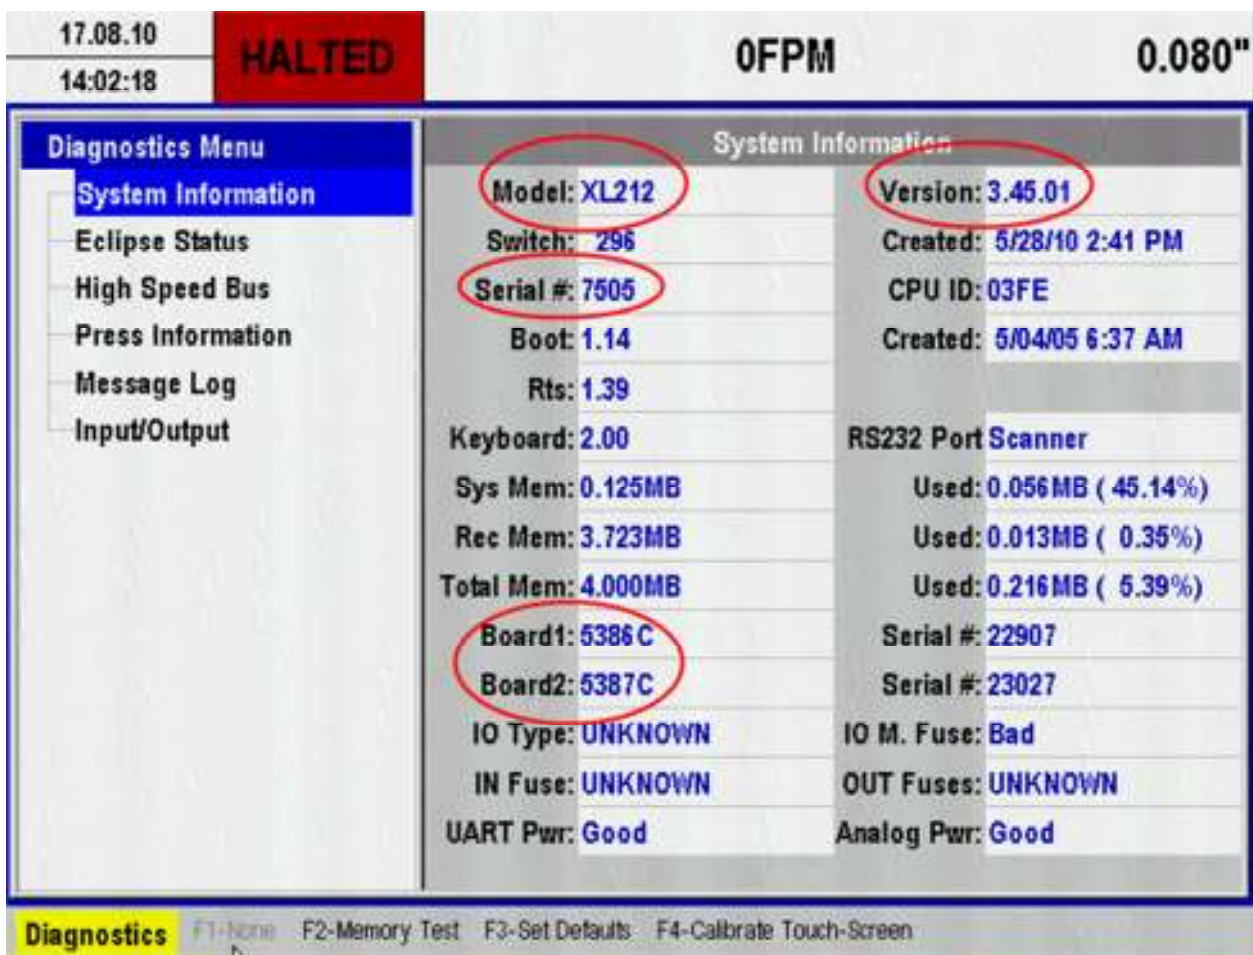 17.08.10
14:02:18
HALTED
0FPM
0.080"
Diagnostics Menu
System Information
Eclipse Status
High Speed Bus
Press Information
Message Log
Input/Output
System Information
Model: XL212 Version: 3.45.01
Switch: 296 Created: 5/28/10 2:41 PM
Serial #: 7505 CPU ID: 03FE
Boot: 1.14 Created: 5/04/05 6:37 AM
Rts: 1.39
Keyboard: 2.00 RS232 Port Scanner
Sys Mem: 0.125MB Used: 0.056MB ( 45.14%)
Rec Mem: 3.723MB Used: 0.013MB ( 0.35%)
Total Mem: 4.000MB Used: 0.216MB ( 5.39%)
Board1: 5386C Serial #: 22907
Board2: 5387C Serial #: 23027
IO Type: UNKNOWN IO M. Fuse: Bad
IN Fuse: UNKNOWN OUT Fuses: UNKNOWN
UART Pwr: Good Analog Pwr: Good
Diagnostics F1-None F2-Memory Test F3-Set Defaults F4-Calibrate Touch-Screen